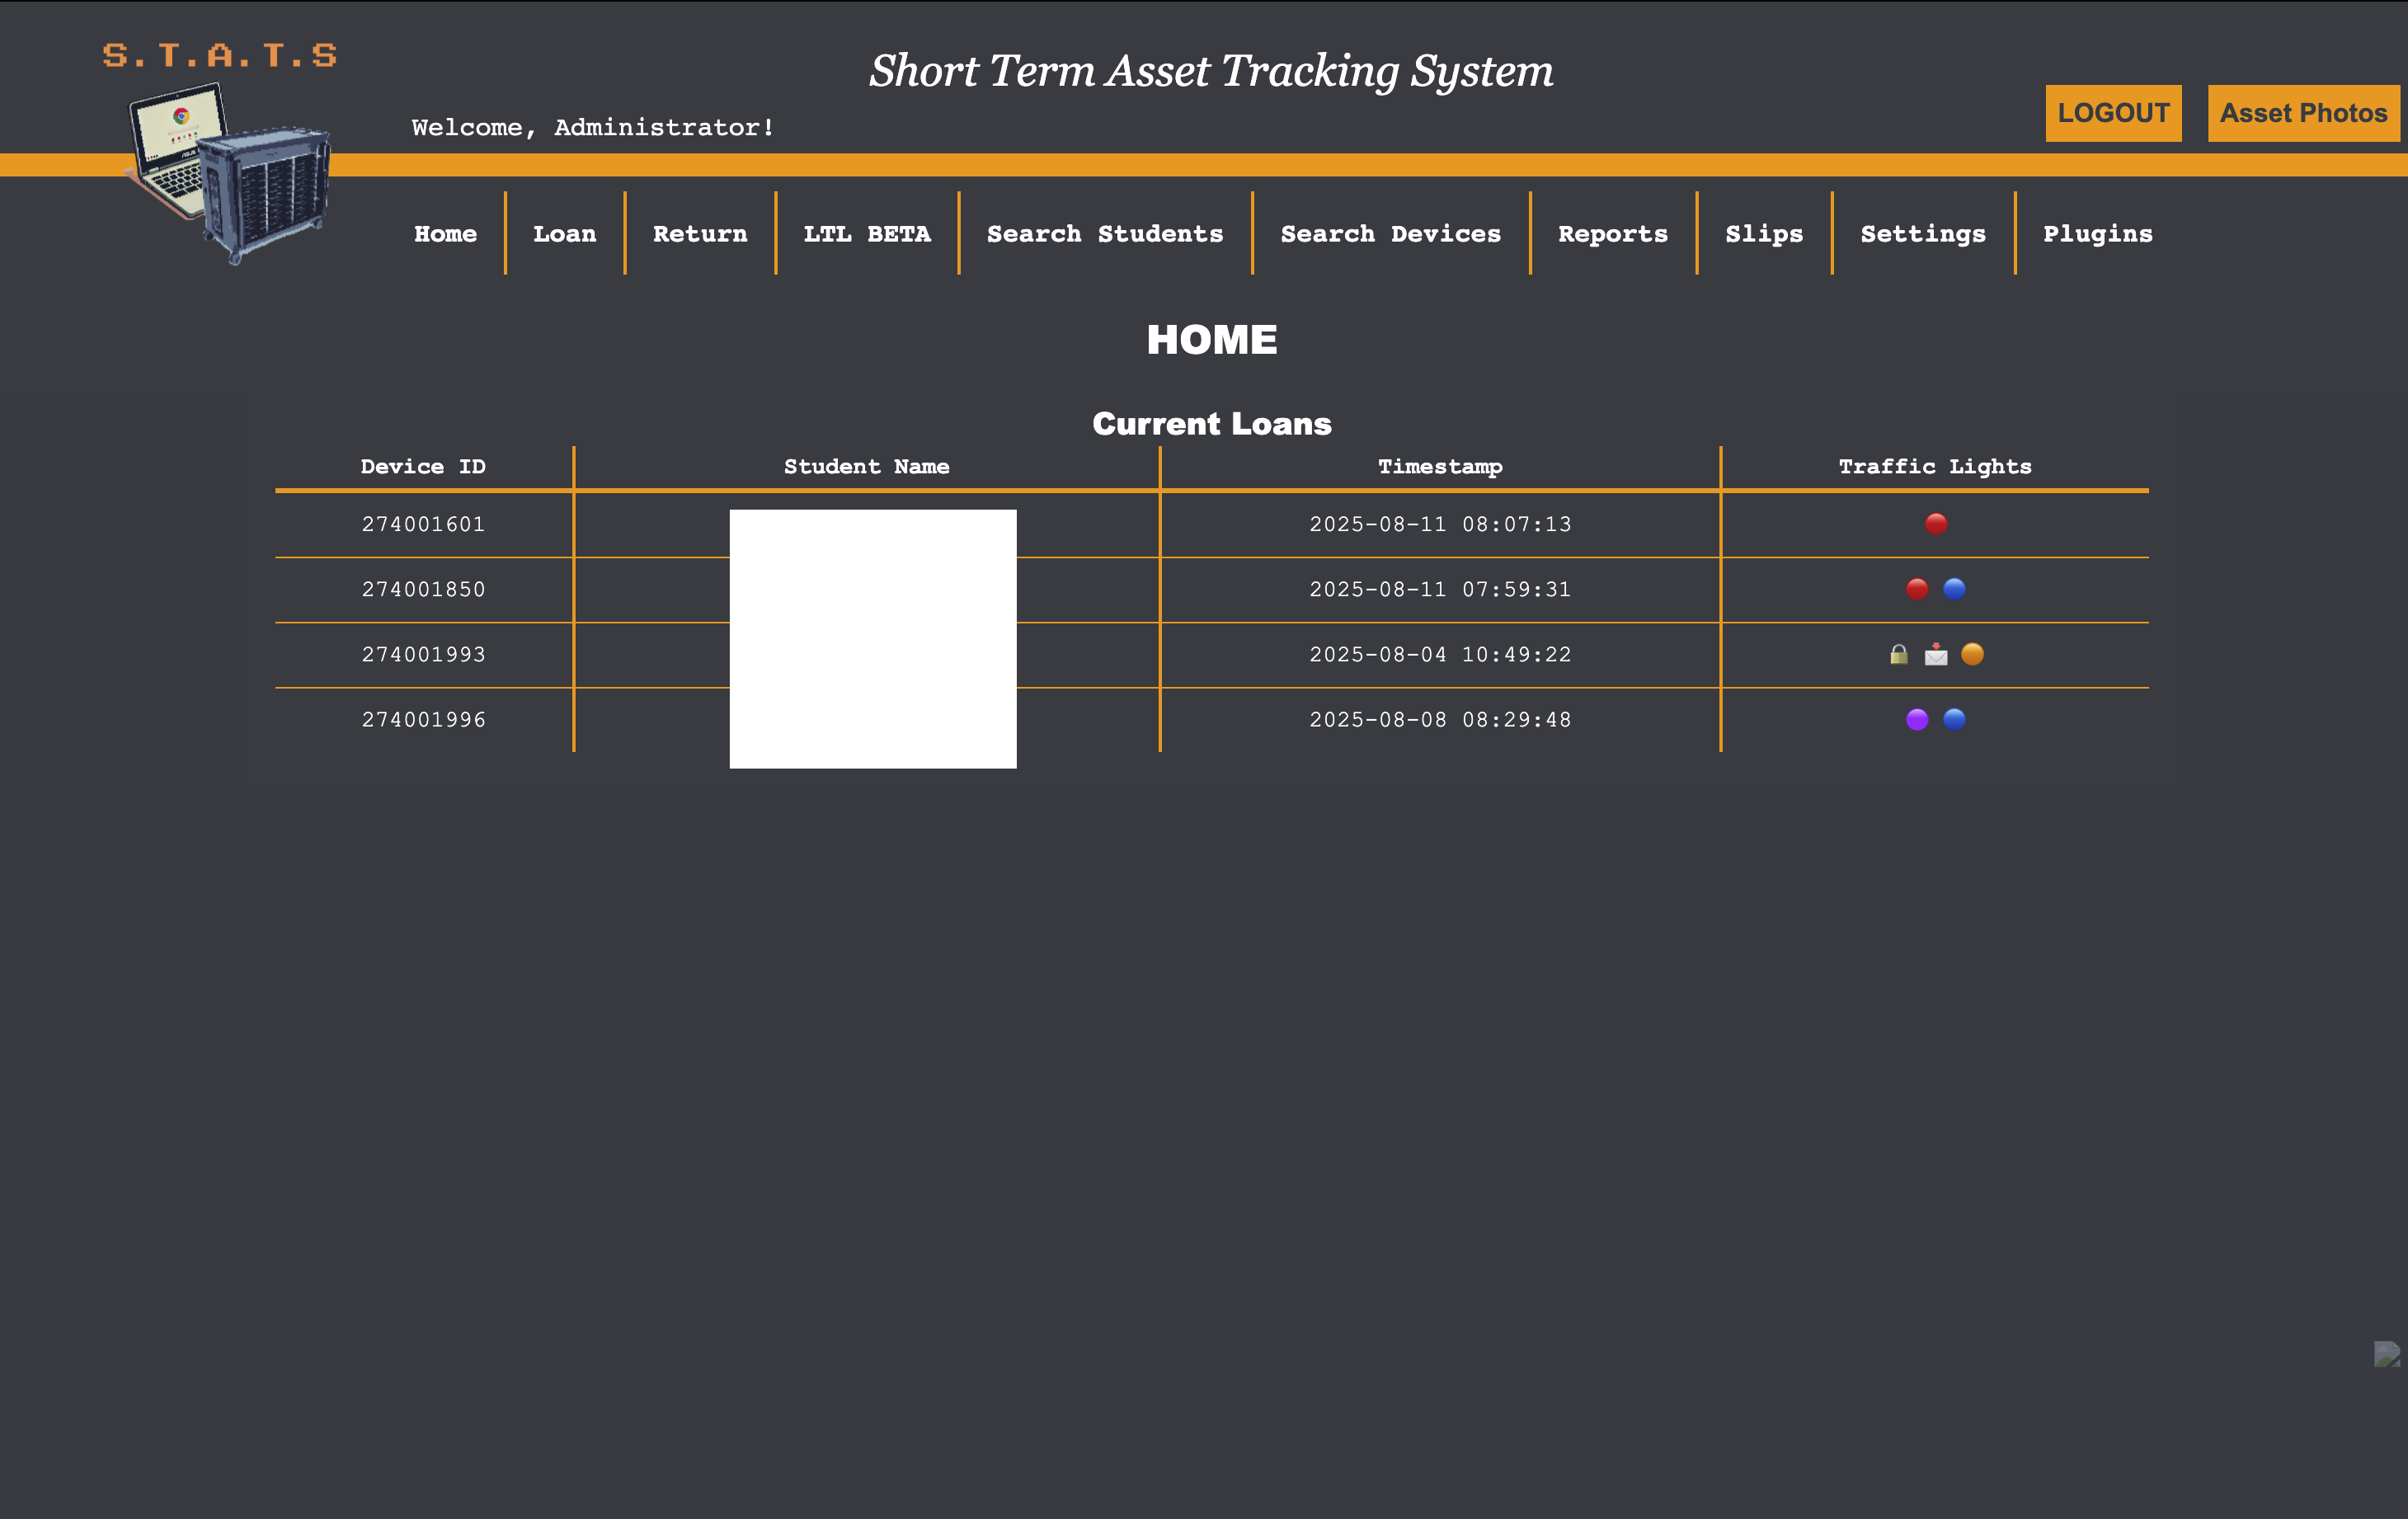 S.T.A.T.S
Short Term Asset Tracking System
Welcome, Administrator!
LOGOUT
Asset Photos
Home
Loan
Return
LTL BETA
Search Students
Search Devices
Reports
Slips
Settings
Plugins
HOME
Current Loans
Device ID Student Name Timestamp Traffic Lights
274001601 2025-08-11 08:07:13
274001850 2025-08-11 07:59:31
274001993 2025-08-04 10:49:22
274001996 2025-08-08 08:29:48